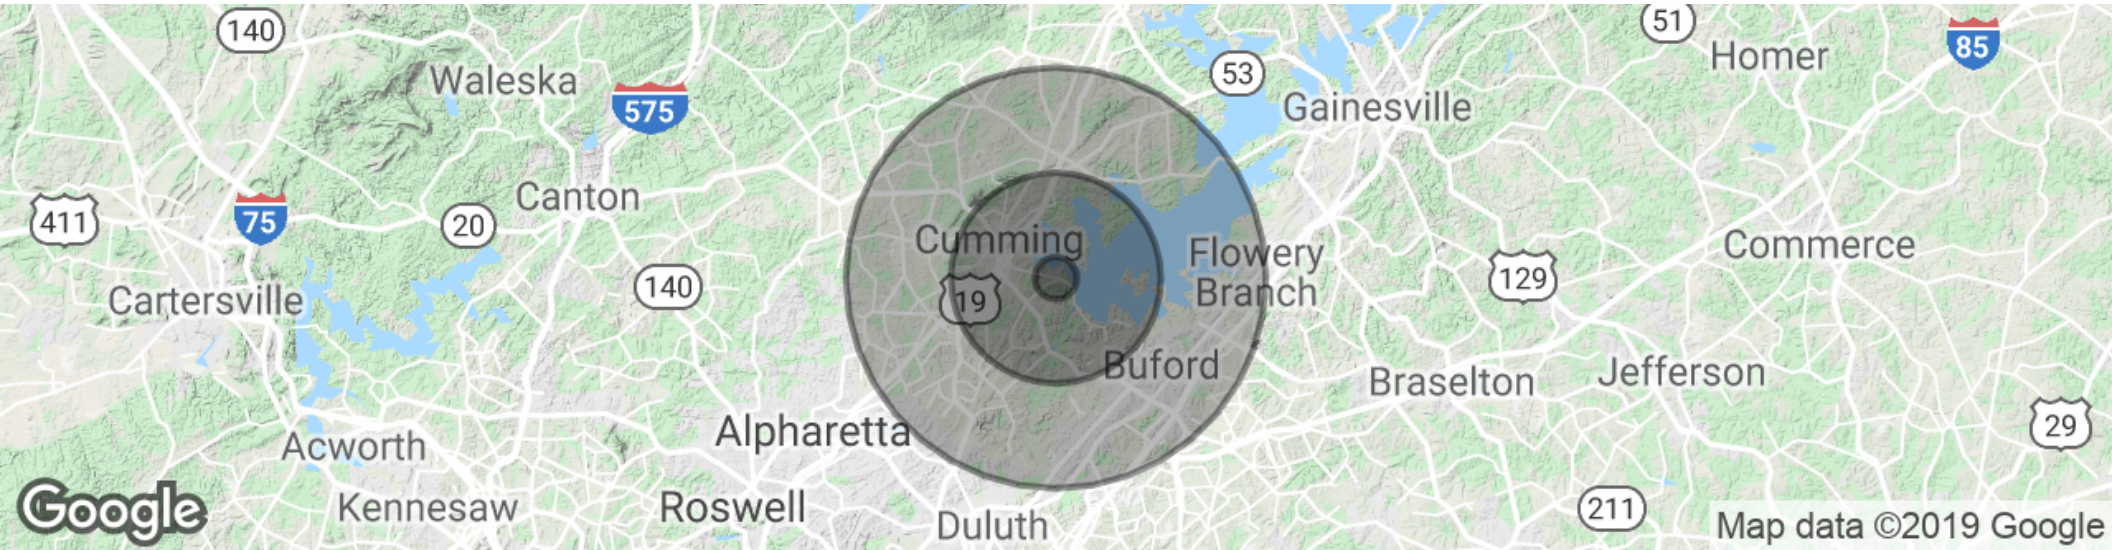 140
51
85
Homer
53
Waleska
575
Gainesville
Canton
411
75
20
Cumming
Flowery
Branch
Commerce
129
140
19
Cartersville
Buford
Braselton
Jefferson
Alpharetta
29
Acworth
Kennesaw
Roswell
Duluth
211
Google
Map data ©2019 Google